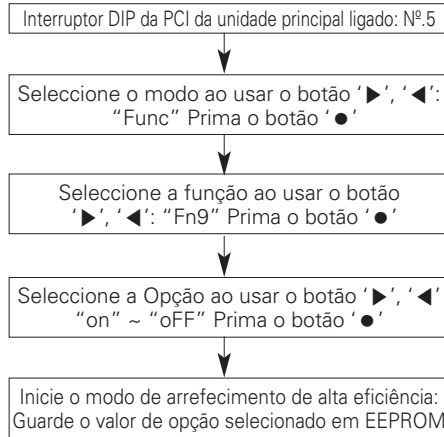 Interruptor DIP da PCI da unidade principal ligado: Nº.5
Seleccione o modo ao usar o botão ‘▶’, ‘◀’:
“Func” Prima o botão ‘●’
Seleccione a função ao usar o botão
‘▶’, ‘◀’: “Fn9” Prima o botão ‘●’
Seleccione a Opção ao usar o botão ‘▶’, ‘◀’
“on” ~ “oFF” Prima o botão ‘●’
Inicie o modo de arrefecimento de alta eficiência:
Guarde o valor de opção selecionado em EEPROM